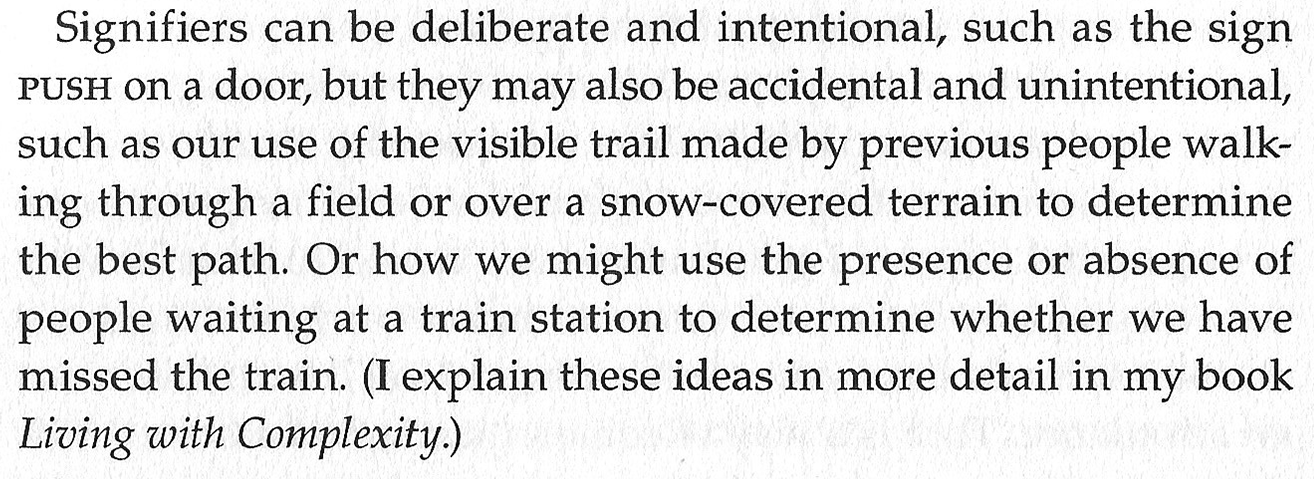 Signifiers can be deliberate and intentional, such as the sign
PUSH on a door, but they may also be accidental and unintentional,
such as our use of the visible trail made by previous people walk-
ing through a field or over a snow-covered terrain to determine
the best path. Or how we might use the presence or absence of
people waiting at a train station to determine whether we have
missed the train. (I explain these ideas in more detail in my book
Living with Complexity.)